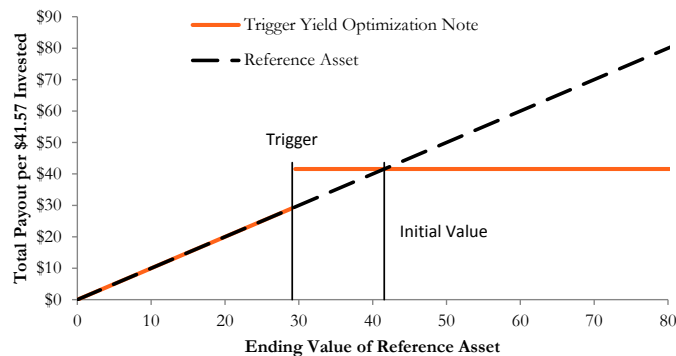 $90
$80
$70
$60
$50
$40
$30
$20
$10
$0
Total Payout per $41.57 Invested
Trigger Yield Optimization Note
Reference Asset
Trigger
Initial Value
0 10 20 30 40 50 60 70 80
Ending Value of Reference Asset